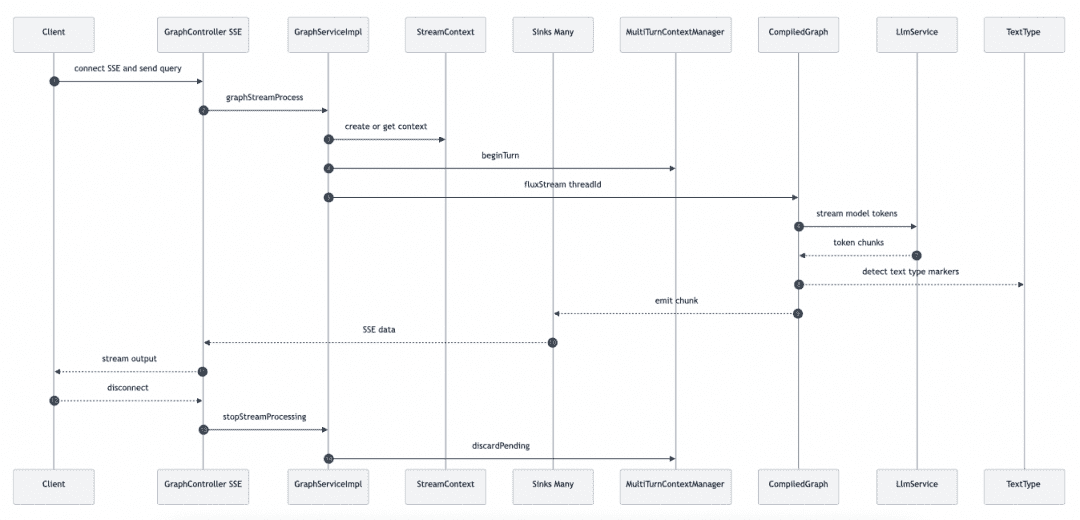 Client
GraphController SSE
GraphServiceImpl
StreamContext
Sinks Many
MultiTurnContextManager
CompiledGraph
LlmService
TextType
connect SSE and send query
graphStreamProcess
create or get context
beginTurn
fluxStream threadId
stream model tokens
token chunks
detect text type markers
emit chunk
SSE data
stream output
disconnect
stopStreamProcessing
discardPending
Client
GraphController SSE
GraphServiceImpl
StreamContext
Sinks Many
MultiTurnContextManager
CompiledGraph
LlmService
TextType